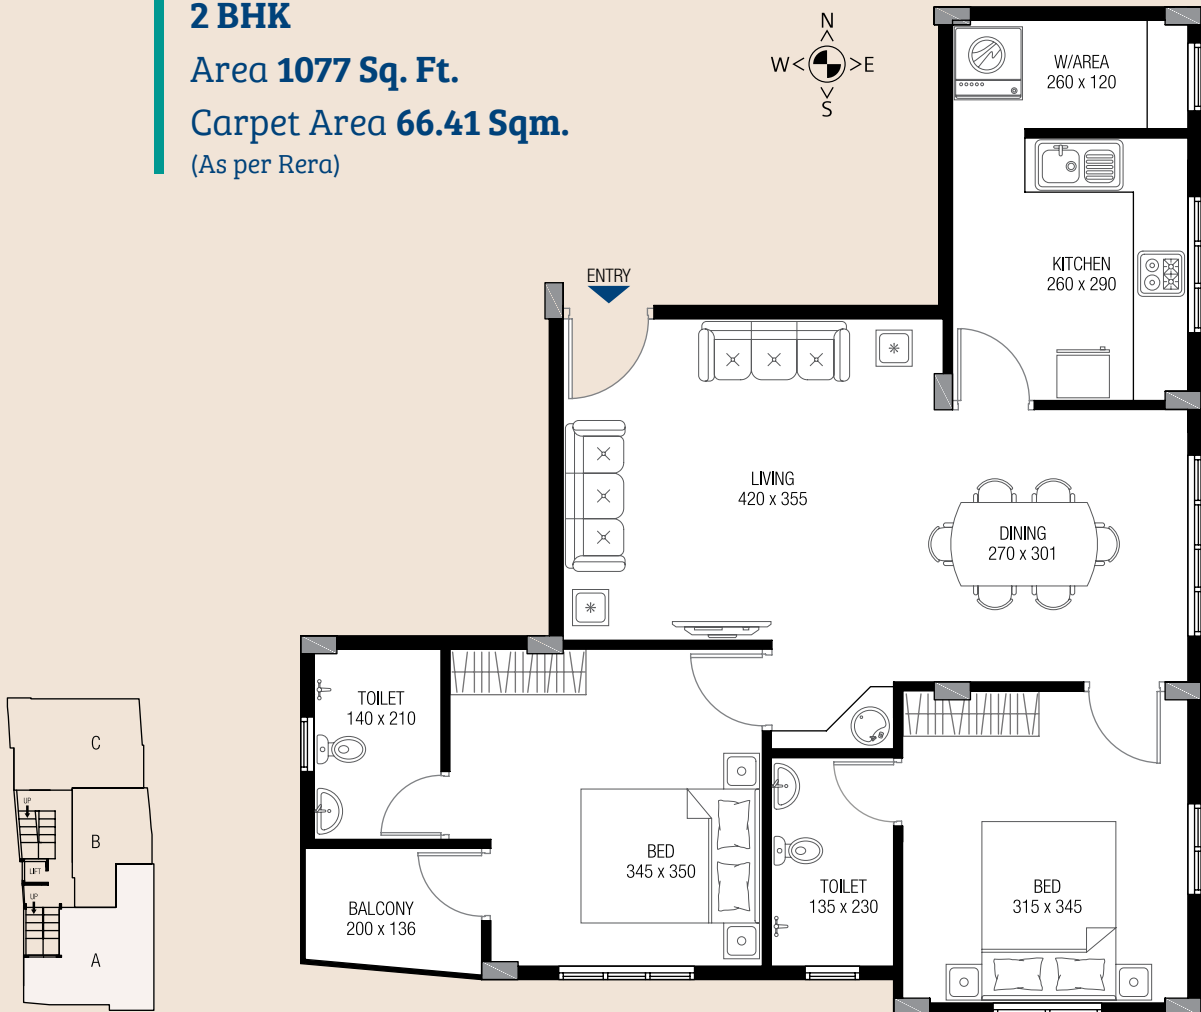 2 BHK
Area 1077 Sq. Ft.
Carpet Area 66.41 Sqm.
(As per Rera)
N
W
E
S
W/AREA
260 x 120
KITCHEN
260 x 290
ENTRY
LIVING
420 x 355
DINING
270 x 301
TOILET
140 x 210
BED
345 x 350
BALCONY
200 x 136
TOILET
135 x 230
BED
315 x 345
C
UP
B
LIFT
UP
A